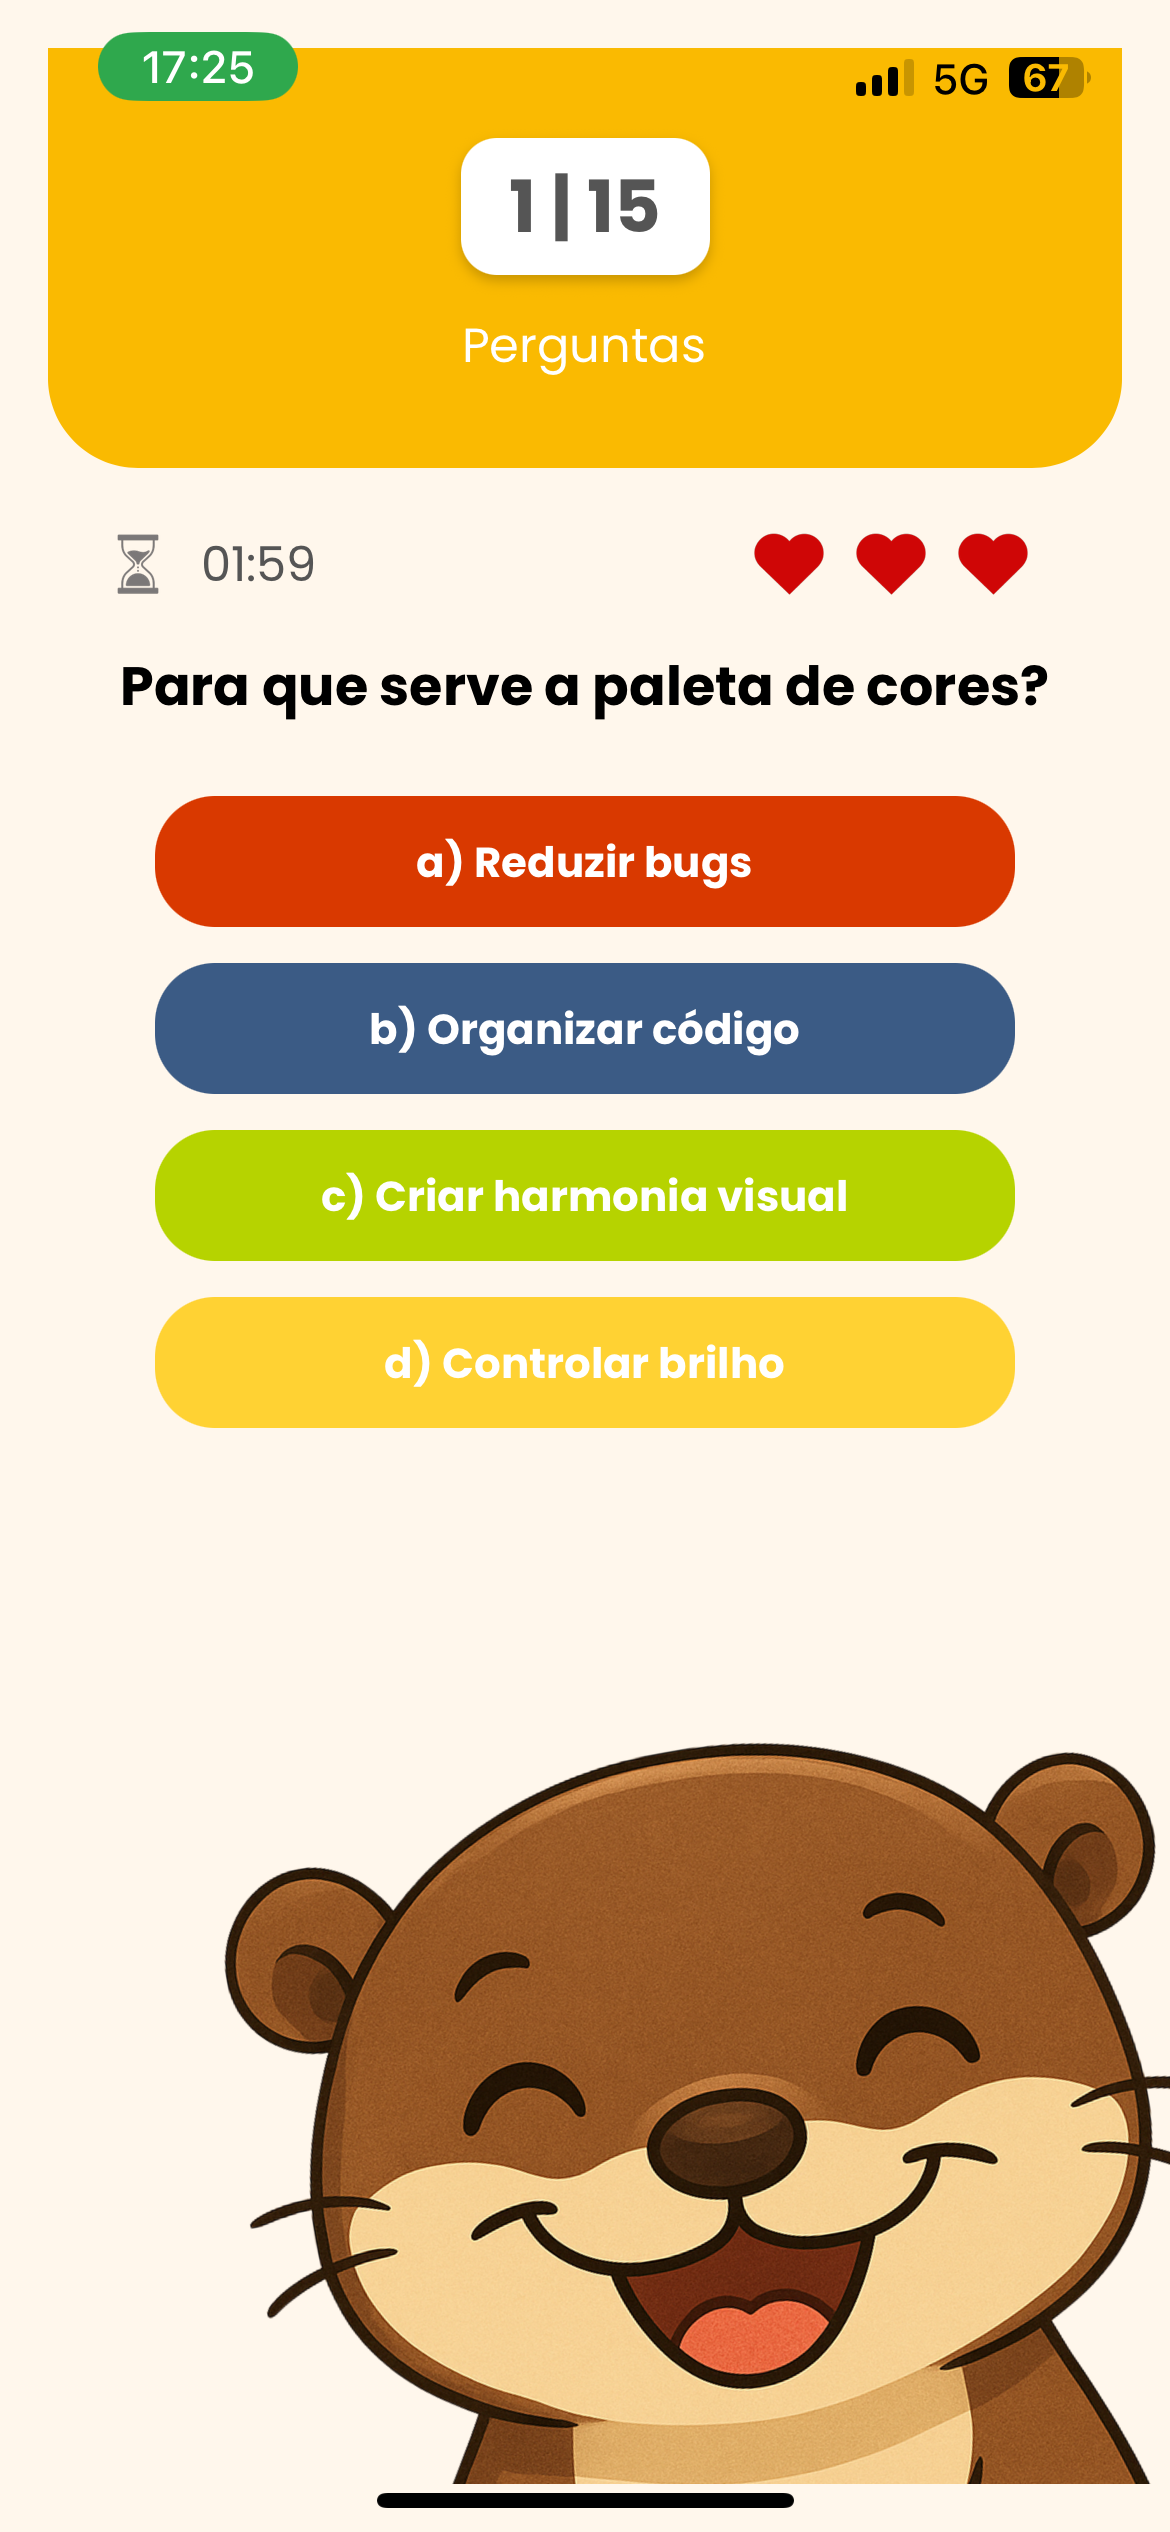 17:25
5G
67
1 | 15
Perguntas
01:59
Para que serve a paleta de cores?
a) Reduzir bugs
b) Organizar código
c) Criar harmonia visual
d) Controlar brilho